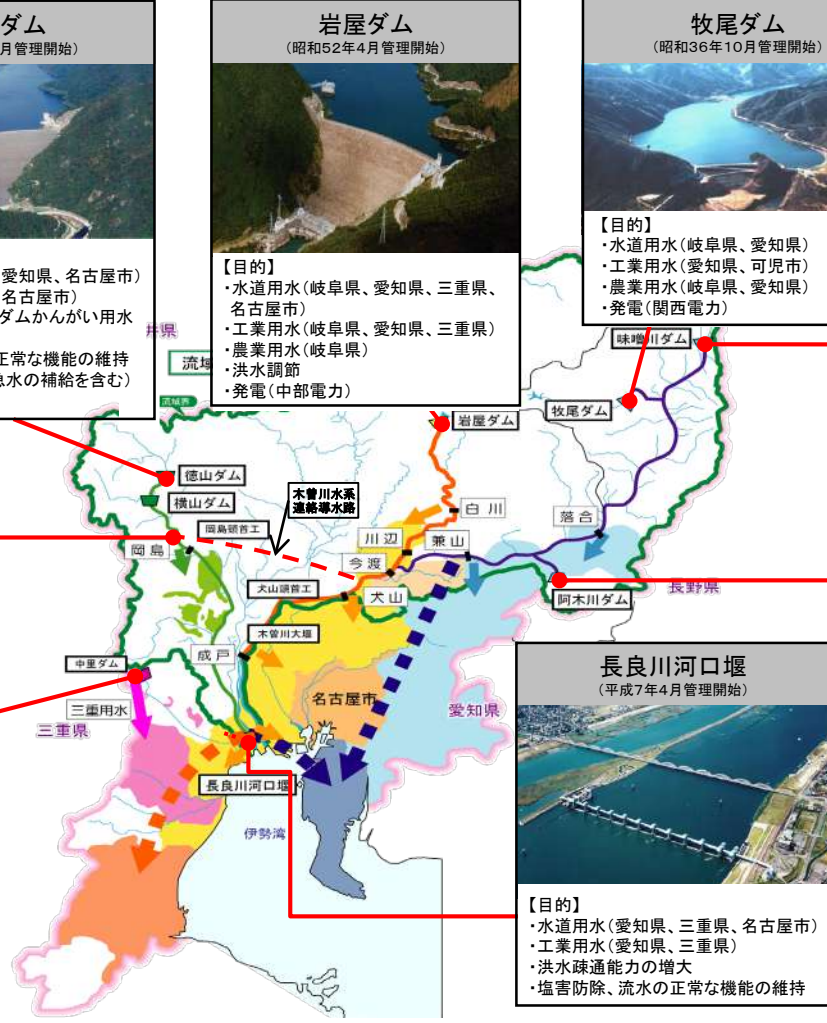 ダム
月管理開始)
愛知県、名古屋市)
名古屋市)
ダムかんがい用水
正常な機能の維持
急水の補給を含む)
岩屋ダム
(昭和52年4月管理開始)
【目的】
・水道用水(岐阜県、愛知県、三重県、
名古屋市)
・工業用水(岐阜県、愛知県、三重県)
・農業用水(岐阜県)
・洪水調節
・発電(中部電力)
牧尾ダム
(昭和36年10月管理開始)
【目的】
・水道用水(岐阜県、愛知県)
・工業用水(愛知県、可児市)
・農業用水(岐阜県、愛知県)
・発電(関西電力)
井県
流域
流域界
味噌川ダム
牧尾ダム
岩屋ダム
徳山ダム
横山ダム
木曽川水系
連絡導水路
白川
落合
岡島頭首工
岡島
川辺
兼山
今渡
犬山頭首工
犬山
阿木川ダム
長野県
木曽川大堰
成戸
中里ダム
名古屋市
愛知県
三重用水
三重県
長良川河口堰
伊勢湾
長良川河口堰
(平成7年4月管理開始)
【目的】
・水道用水(愛知県、三重県、名古屋市)
・工業用水(愛知県、三重県)
・洪水疎通能力の増大
・塩害防除、流水の正常な機能の維持